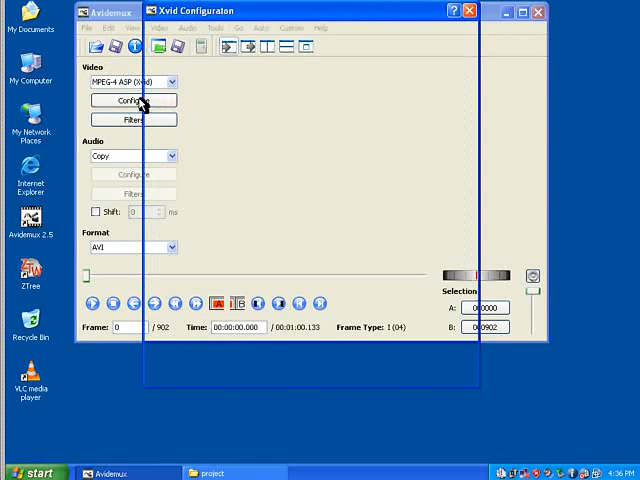 My Documents
My Computer
My Network
Places
Internet
Explorer
Avidemux 2.5
ZTree
Recycle Bin
VLC media
player
Avidemux
Xvid Configuration
File Edit View Video Audio Tools Go Auto Custom Help
Video
MPEG-4 ASP (Xvid)
Configure
Filters
Audio
Copy
Configure
Filters
Shift: 0 ms
Format
AVI
Selection
A: 000000
B: 000902
Frame: 0 / 902 Time: 00:00:00.000 / 00:01:00.133 Frame Type: I (04)
start Avidemux project 4:36 PM